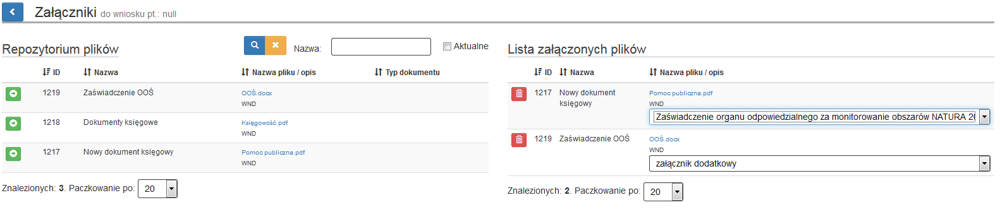 Załączniki do wniosku pt.: null
Repozytorium plików
Nazwa:
Aktualne
ID Nazwa Nazwa pliku / opis Typ dokumentu
1219 Zaświadczenie OOŚ OOŚ.docx
WND
1218 Dokumenty księgowe Księgowość.pdf
WND
1217 Nowy dokument księgowy Pomoc publiczna.pdf
WND
Znalezionych: 3. Paczkowanie po: 20
Lista załączonych plików
ID Nazwa Nazwa pliku / opis
1217 Nowy dokument Pomoc publiczna.pdf
księgowy WND
Zaświadczenie organu odpowiedzialnego za monitorowanie obszarów NATURA
1219 Zaświadczenie OOŚ OOŚ.docx
WND
załącznik dodatkowy
Znalezionych: 2. Paczkowanie po: 20